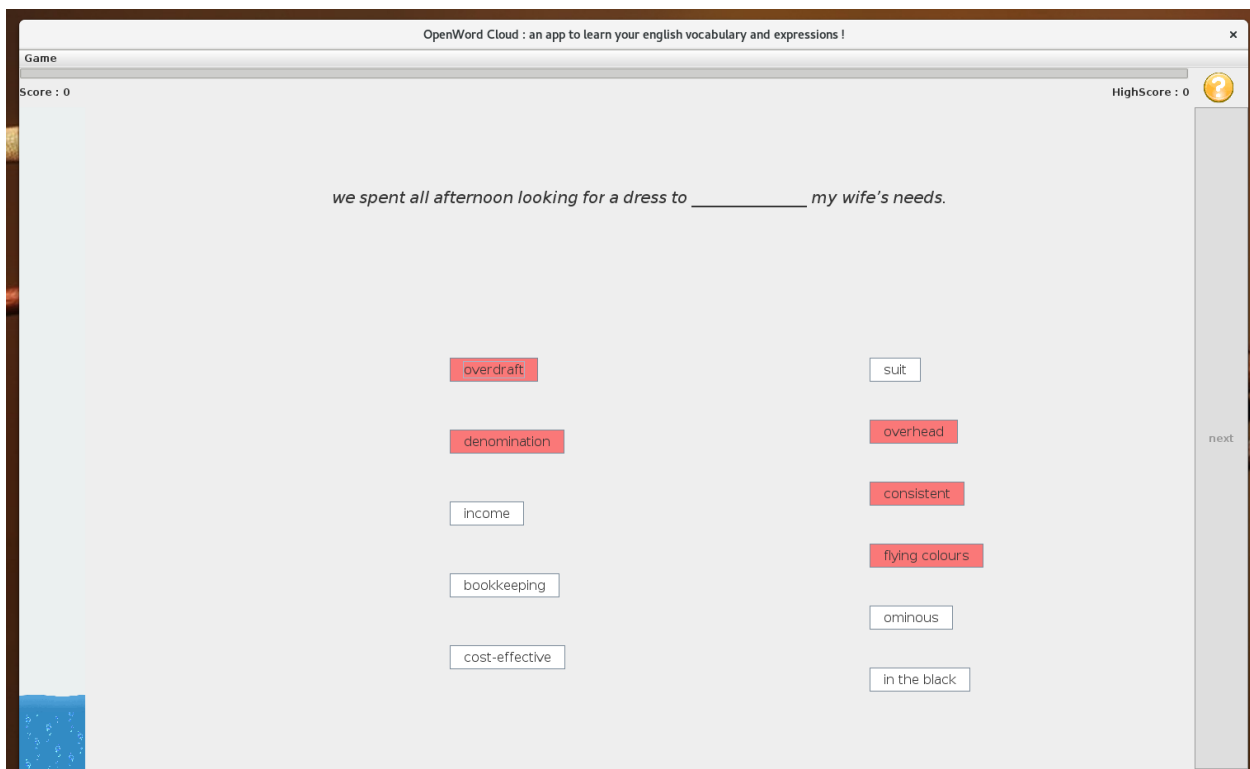 OpenWord Cloud : an app to learn your english vocabulary and expressions !
×
Game
Score : 0
HighScore : 0
?
we spent all afternoon looking for a dress to ______________ my wife's needs.
overdraft
suit
denomination
overhead
next
income
consistent
bookkeeping
flying colours
cost-effective
ominous
in the black